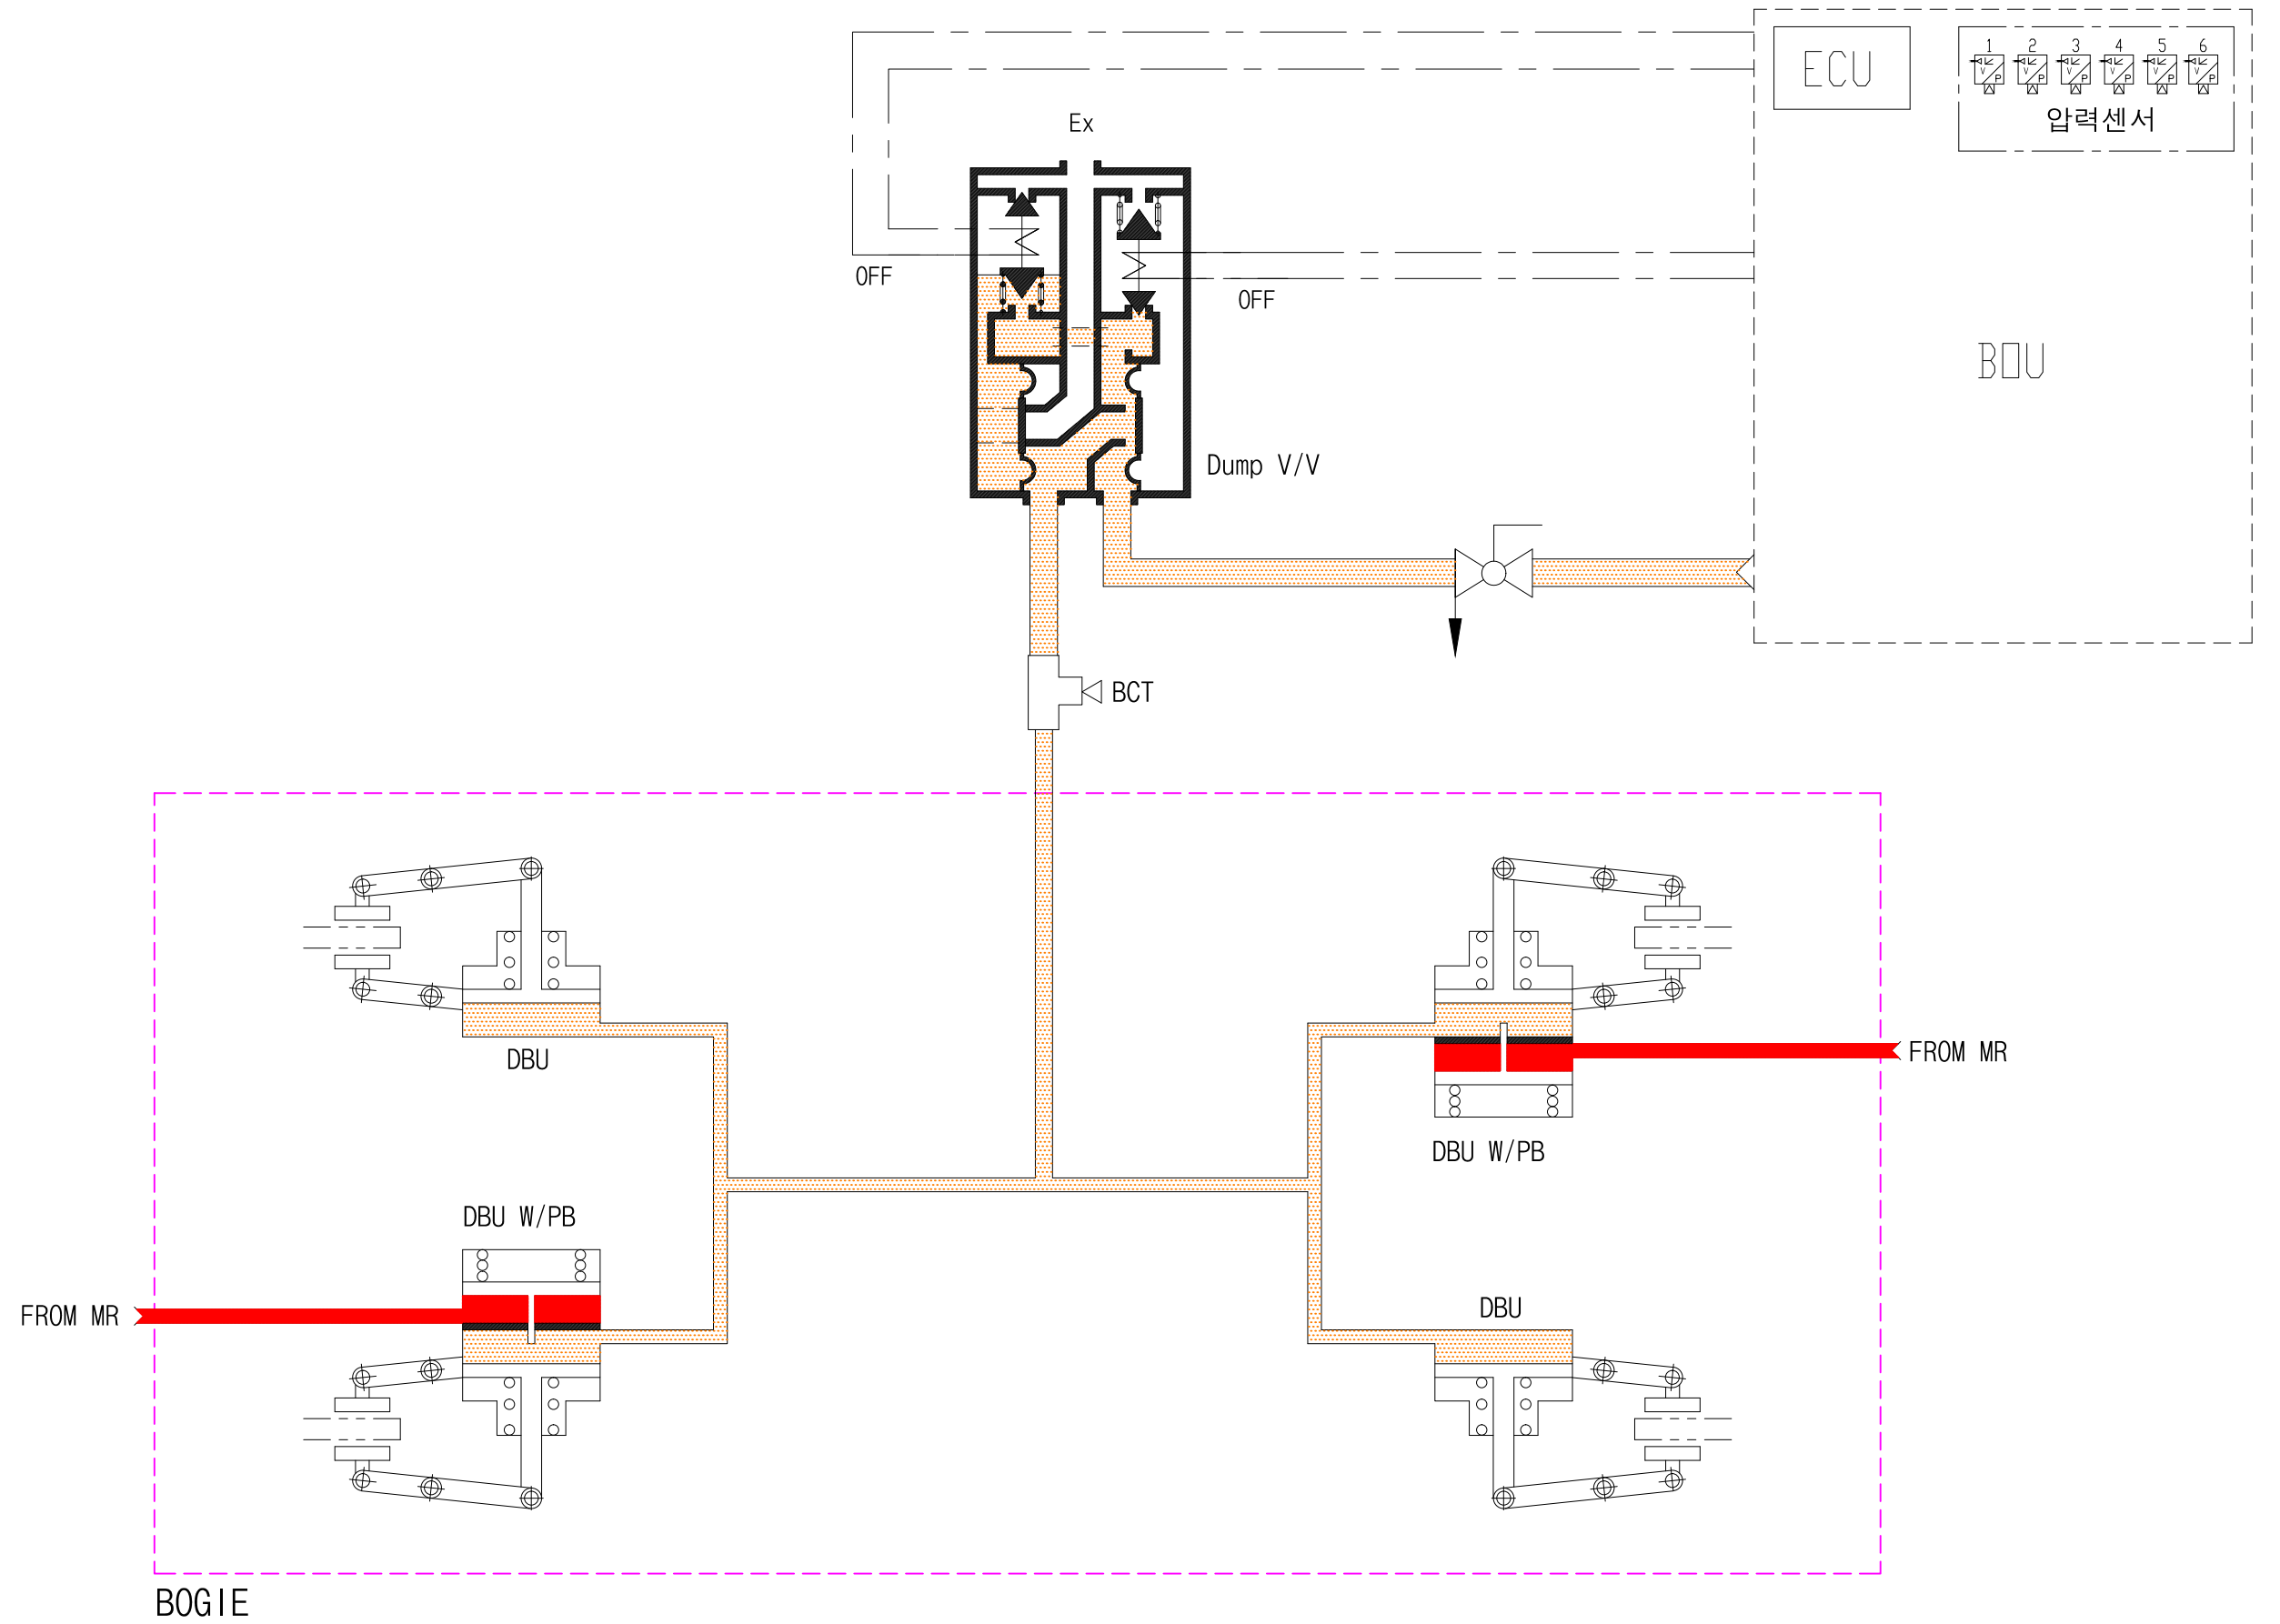 ECU
1 2 3 4 5 6
V P V P V P V P V P V P
압력센서
Ex
OFF
OFF
BOU
Dump V/V
BCT
DBU
FROM MR
DBU W/PB
DBU W/PB
FROM MR
DBU
BOGIE